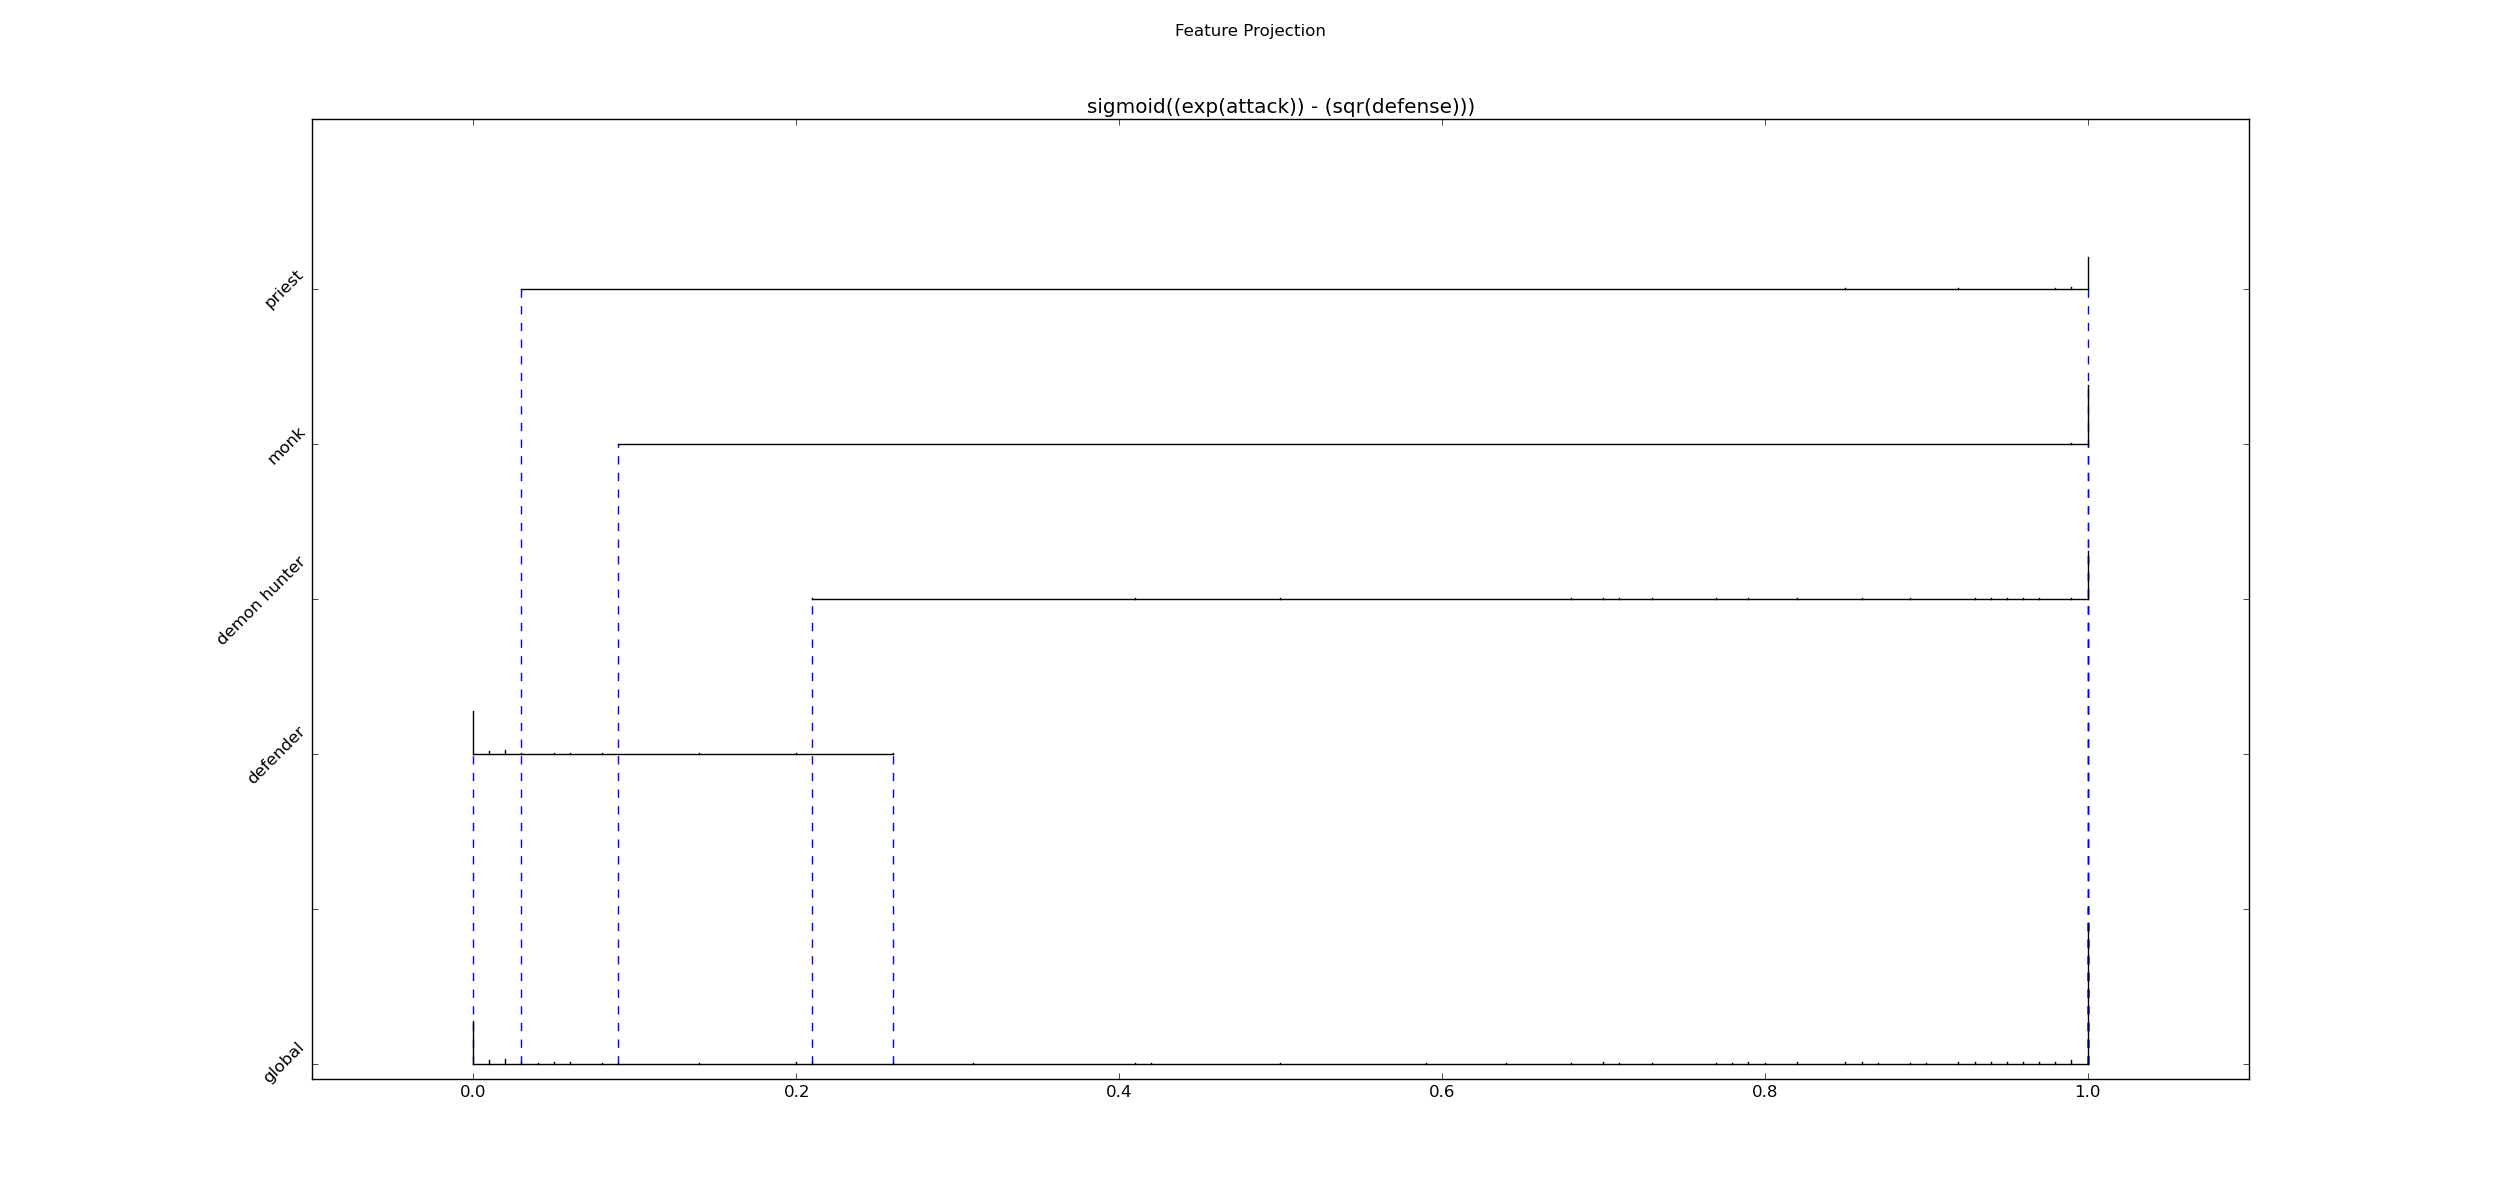 Feature Projection
sigmoid((exp(attack)) - (sqr(defense)))
priest
monk
demon hunter
defender
global
0.0 0.2 0.4 0.6 0.8 1.0